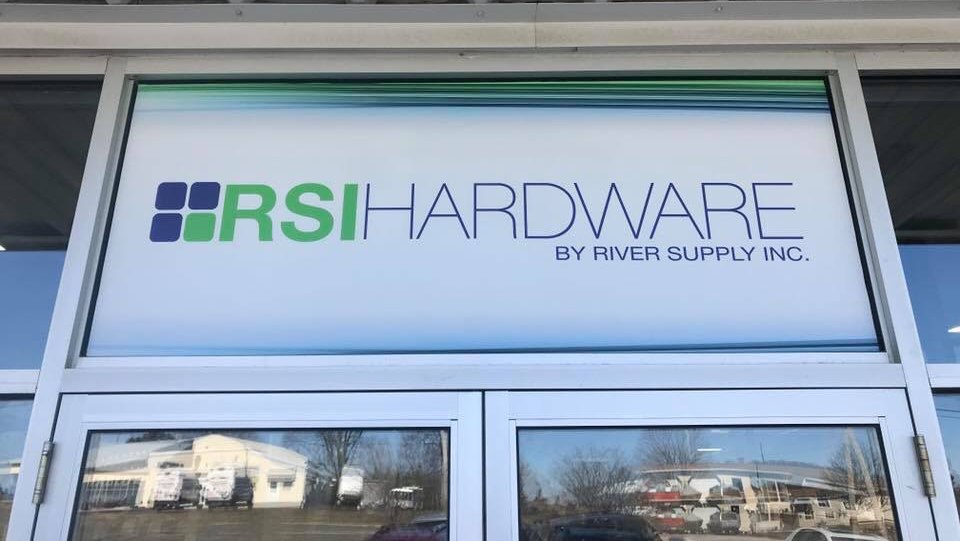 RSIHARDWARE
BY RIVER SUPPLY INC.